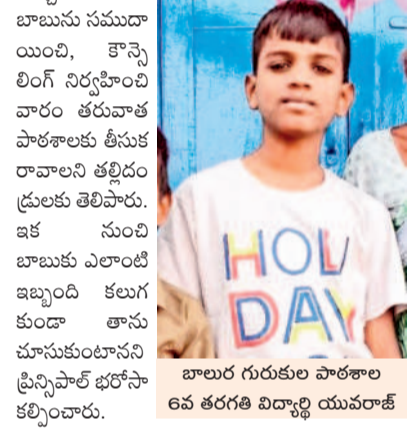 బాబును సముదా
యించి, కౌన్సె
లింగ్ నిర్వహించి
వారం తరువాత
పాఠశాలకు తీసుక
రావాలని తల్లిదం
డ్రులకు తెలిపారు.
ఇక నుంచి
బాబుకు ఎలాంటి
ఇబ్బంది కలుగ
కుండా తాను
చూసుకుంటానని
ప్రిన్సిపాల్ భరోసా
కల్పించారు.
HOLI
DAY
బాలుర గురుకుల పాఠశాల
6వ తరగతి విద్యార్థి యువరాజ్